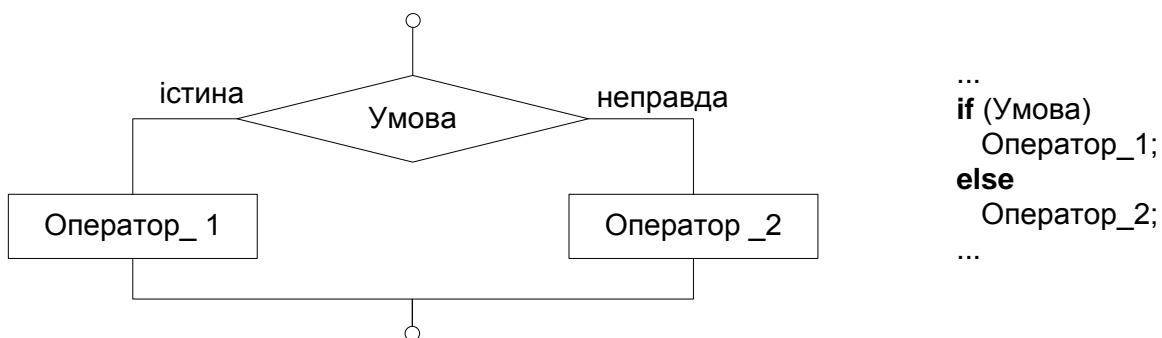 істина
неправда
Умова
Оператор_ 1
Оператор _2
...
if (Умова)
Оператор_1;
else
Оператор_2;
...